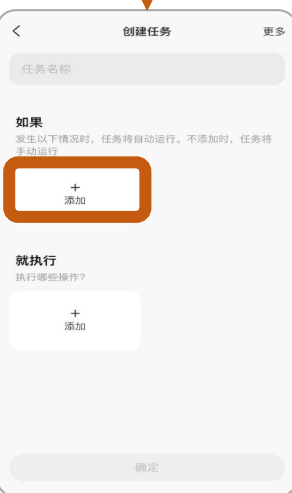 创建任务
更多
任务名称
如果
发生以下情况时，任务将自动运行。不添加时，任务将
手动运行
+
添加
就执行
执行哪些操作？
+
添加
确定